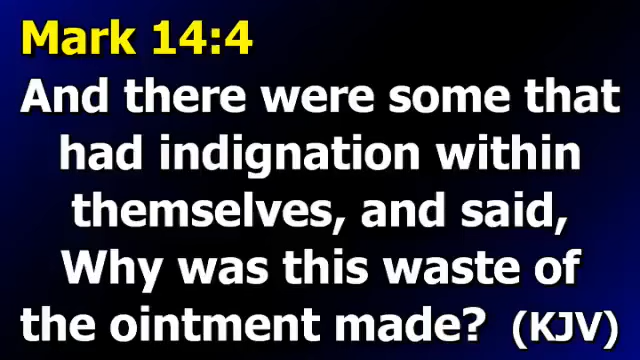 Mark 14:4
And there were some that
had indignation within
themselves, and said,
Why was this waste of
the ointment made? (KJV)